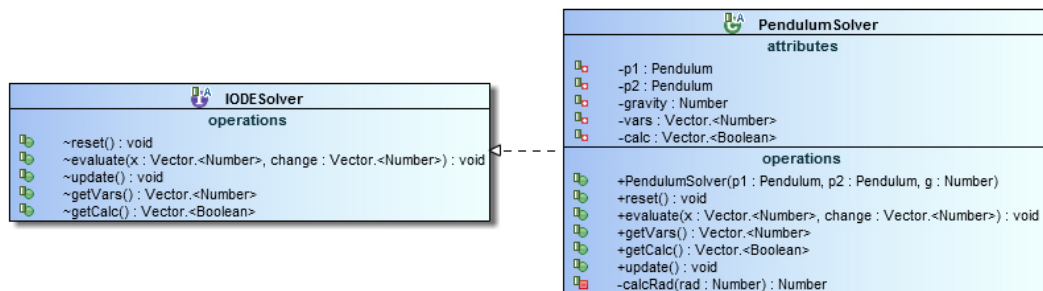 IODESolver
operations
~reset() : void
~evaluate(x : Vector.<Number>, change : Vector.<Number>) : void
~update() : void
~getVars() : Vector.<Number>
~getCalc() : Vector.<Boolean>
PendulumSolver
attributes
-p1 : Pendulum
-p2 : Pendulum
-gravity : Number
-vars : Vector.<Number>
-calc : Vector.<Boolean>
operations
+PendulumSolver(p1 : Pendulum, p2 : Pendulum, g : Number)
+reset() : void
+evaluate(x : Vector.<Number>, change : Vector.<Number>) : void
+getVars() : Vector.<Number>
+getCalc() : Vector.<Boolean>
+update() : void
-calcRad(rad : Number) : Number